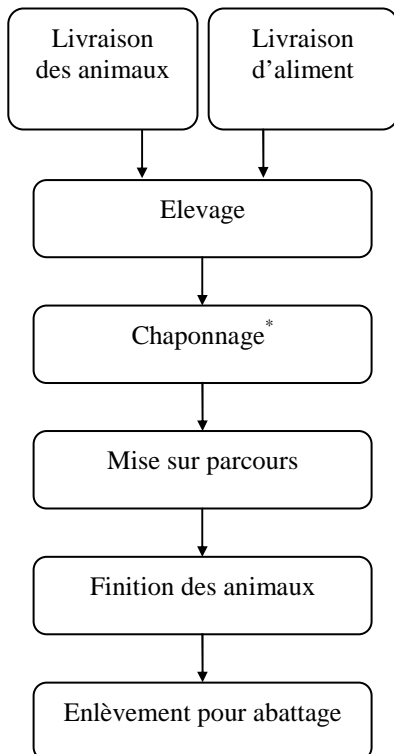 Livraison
des animaux
Livraison
d’aliment
Elevage
Chaponnage*
Mise sur parcours
Finition des animaux
Enlèvement pour abattage